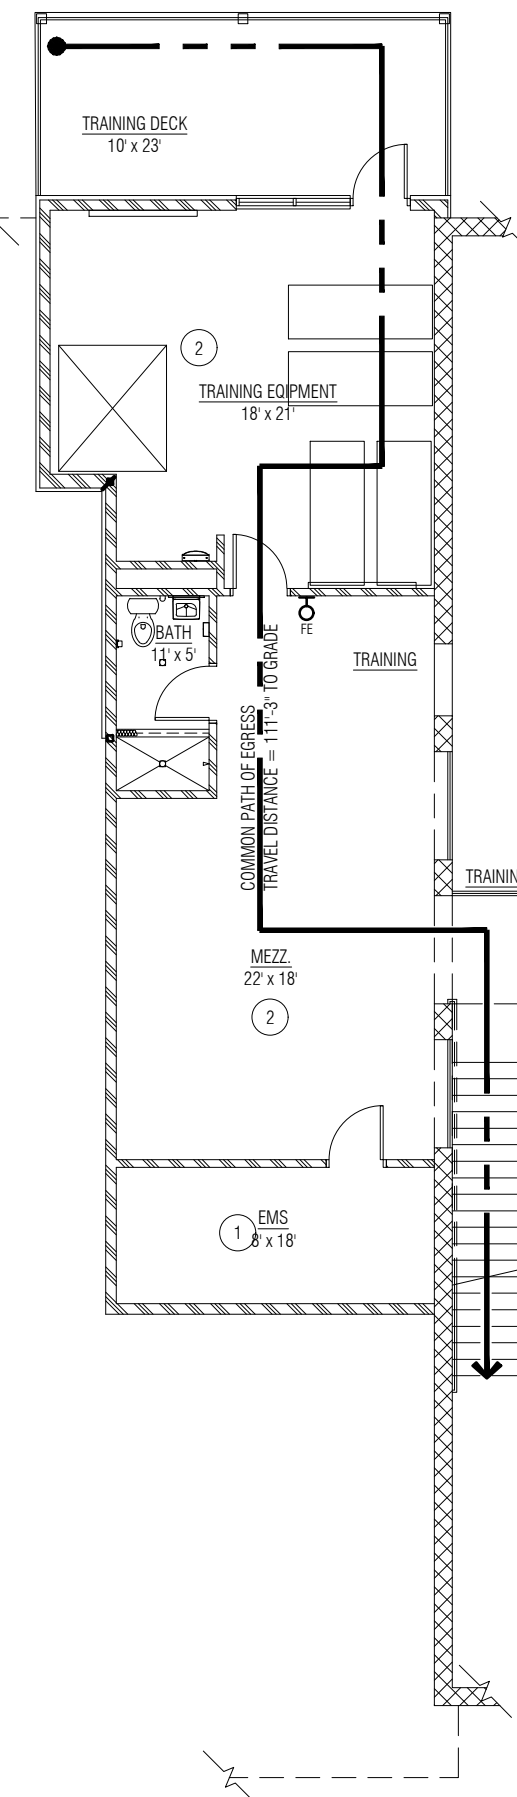 TRAINING DECK
10' x 23'
2
TRAINING EQIPMENT
18' x 21'
FE
BATH
11' x 5'
TRAINING
COMMON PATH OF EGRESS
TRAVEL DISTANCE = 111'-3" TO GRADE
TRAININ
MEZZ.
22' x 18'
2
1
EMS
8' x 18'